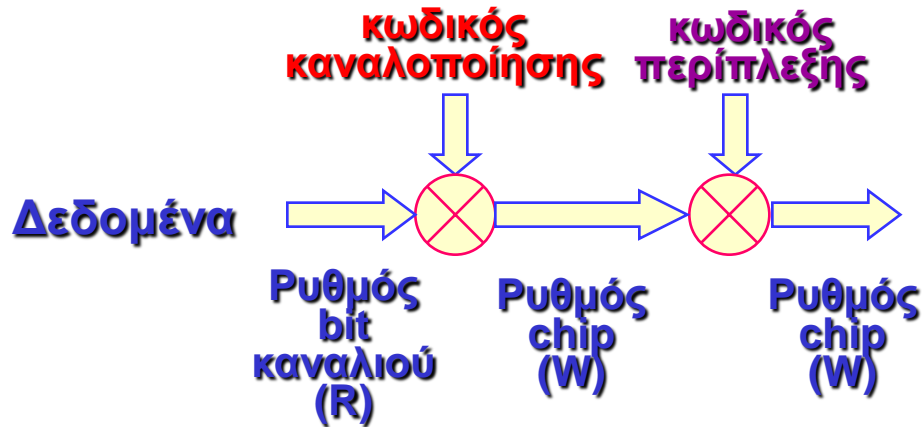 κωδικός
καναλοποίησης
κωδικός
περίπλεξης
Δεδομένα
Ρυθμός
bit
καναλιού
(R)
Ρυθμός
chip
(W)
Ρυθμός
chip
(W)